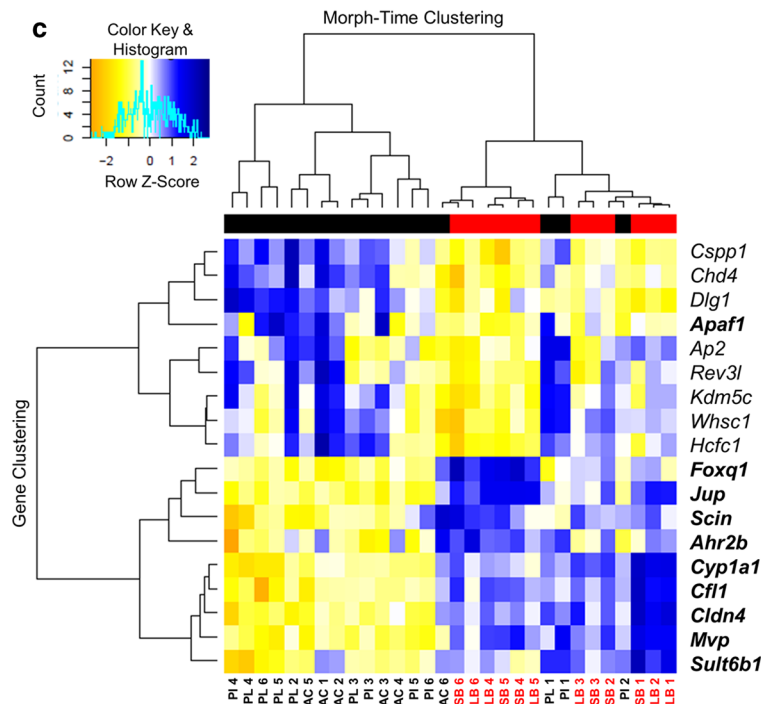 c
Morph-Time Clustering
Color Key &
Histogram
Count
0 4 8 12
−2 0 1 2
Row Z-Score
Gene Clustering
Cspp1
Chd4
Dlg1
Apaf1
Ap2
Rev3l
Kdm5c
Whsc1
Hcfc1
Foxq1
Jup
Scin
Ahr2b
Cyp1a1
Cfl1
Cldn4
Mvp
Sult6b1
PI 4
PL 4
PL 6
PL 5
PL 2
AC 5
AC 1
AC 2
PL 3
PI 3
AC 3
AC 4
PI 5
PI 6
AC 6
SB 6
LB 6
LB 4
SB 5
SB 4
LB 5
PL 1
PI 1
LB 3
SB 3
SB 2
PI 2
SB 1
LB 2
LB 1